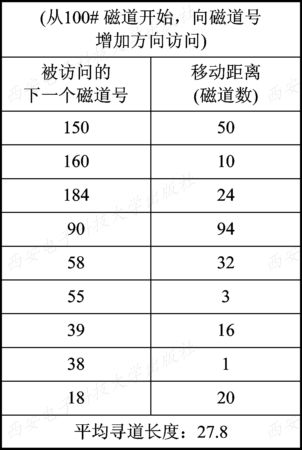 (从100# 磁道开始，向磁道号
增加方向访问)
被访问的 移动距离
下一个磁道号 (磁道数)
150 50
160 10
184 24
90 94
58 32
55 3
39 16
38 1
18 20
平均寻道长度：27.8
西安电子科技大学出版社